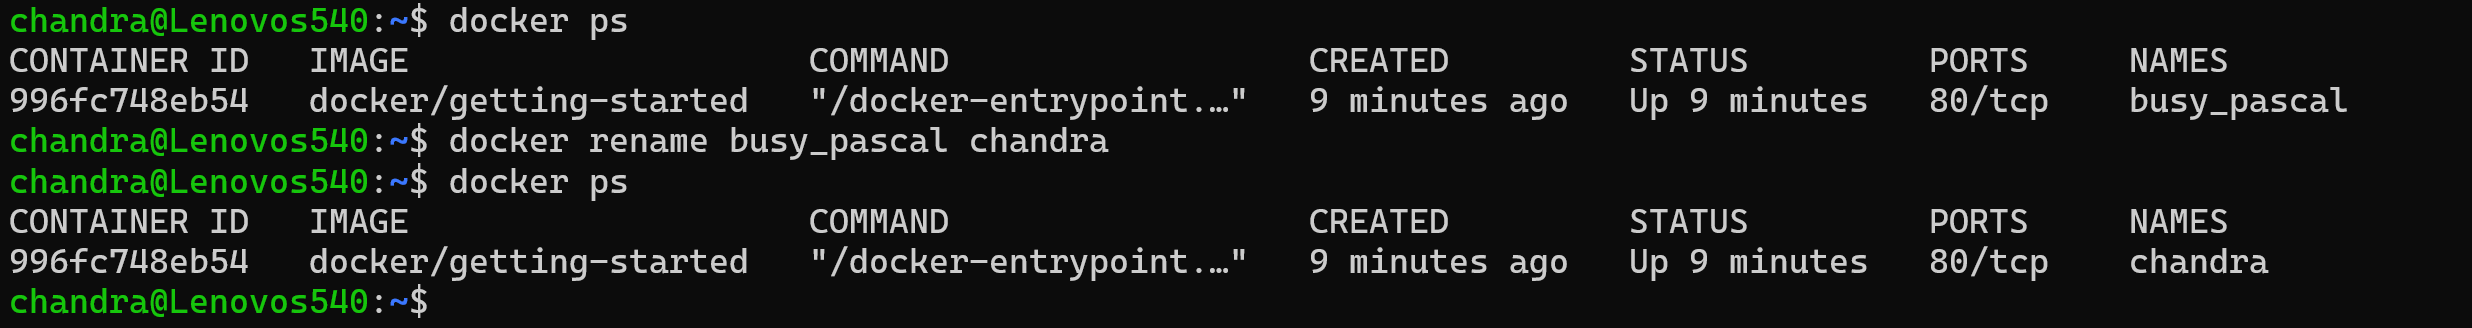 chandra@Lenovos540:~$ docker ps
CONTAINER ID   IMAGE                    COMMAND                  CREATED         STATUS         PORTS     NAMES
996fc748eb54   docker/getting-started   "/docker-entrypoint.…"   9 minutes ago   Up 9 minutes   80/tcp    busy_pascal
chandra@Lenovos540:~$ docker rename busy_pascal chandra
chandra@Lenovos540:~$ docker ps
CONTAINER ID   IMAGE                    COMMAND                  CREATED         STATUS         PORTS     NAMES
996fc748eb54   docker/getting-started   "/docker-entrypoint.…"   9 minutes ago   Up 9 minutes   80/tcp    chandra
chandra@Lenovos540:~$